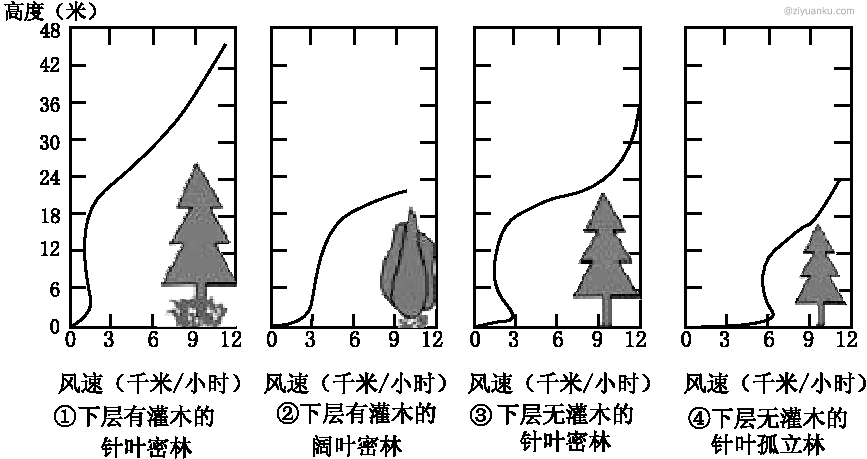 高度（米）
@ziyuanku.com
48
42
36
30
24
18
12
6
0
0 3 6 9 12
0 3 6 9 12
0 3 6 9 12
0 3 6 9 12
风速（千米/小时）
风速（千米/小时）
风速（千米/小时）
风速（千米/小时）
①下层有灌木的
针叶密林
②下层有灌木的
阔叶密林
③下层无灌木的
针叶密林
④下层无灌木的
针叶孤立林